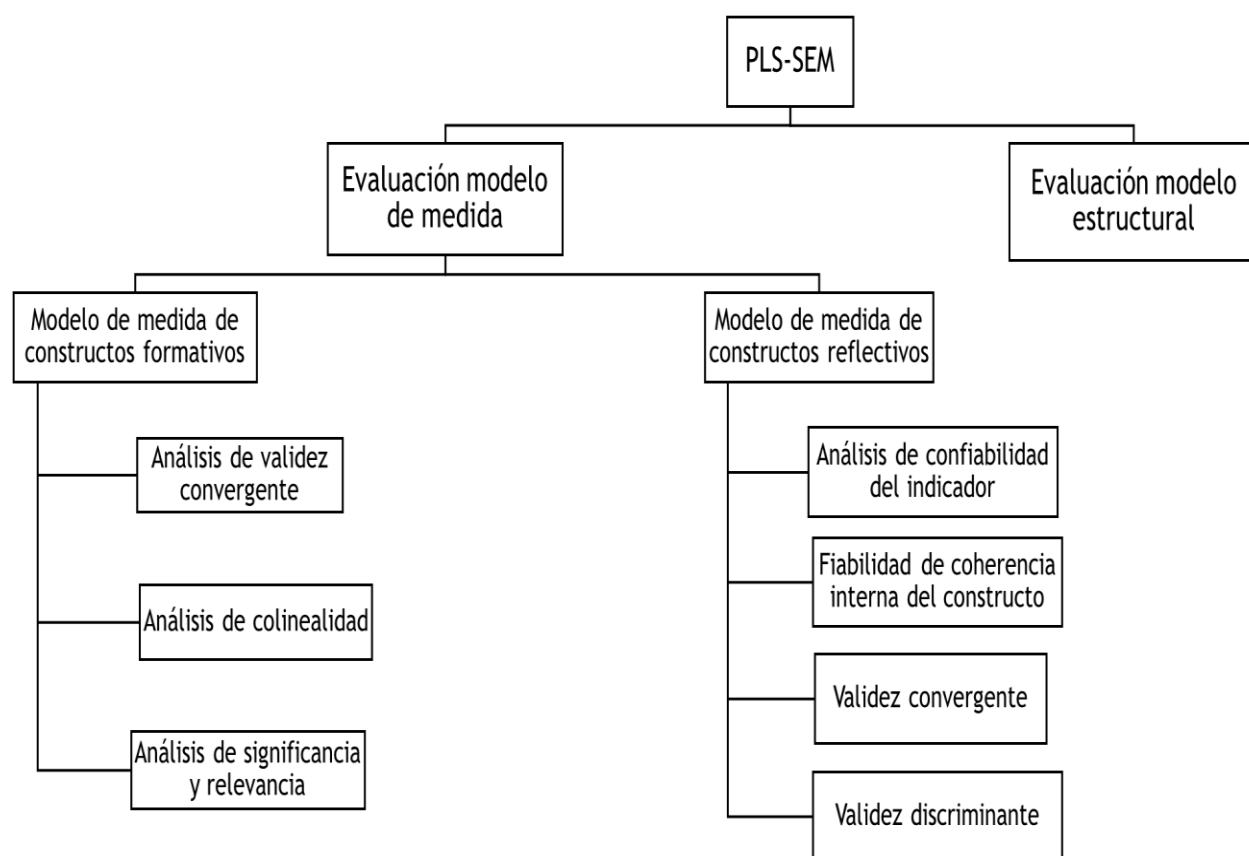 PLS-SEM
Evaluación modelo
de medida
Evaluación modelo
estructural
Modelo de medida de
constructos formativos
Modelo de medida de
constructos reflectivos
Análisis de validez
convergente
Análisis de colinealidad
Análisis de significancia
y relevancia
Análisis de confiabilidad
del indicador
Fiabilidad de coherencia
interna del constructo
Validez convergente
Validez discriminante